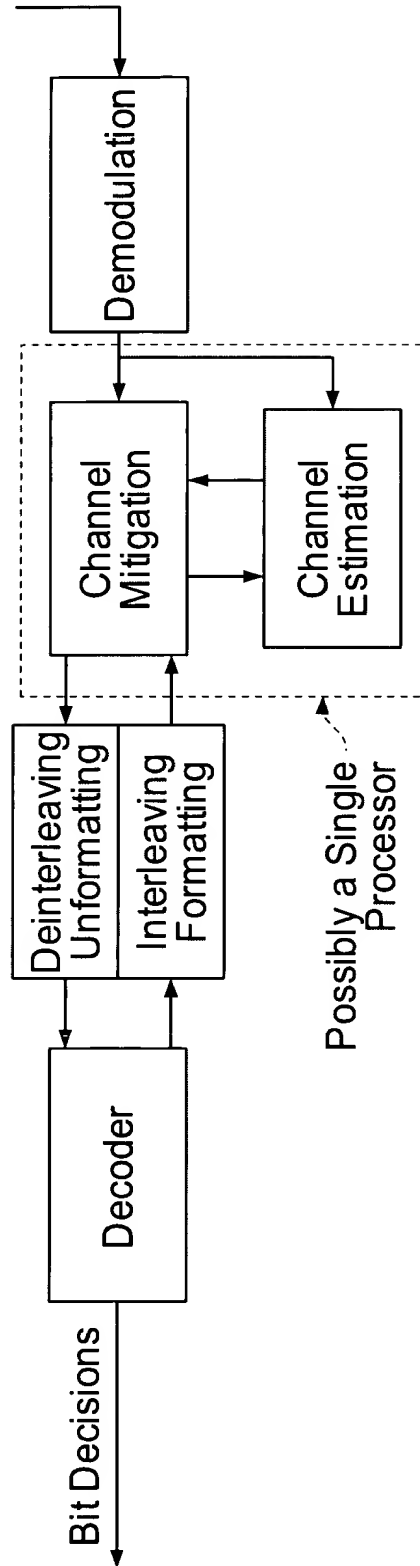 Bit Decisions
Decoder
Deinterleaving
Unformatting
Interleaving
Formatting
Channel
Mitigation
Channel
Estimation
Demodulation
Possibly a Single
Processor